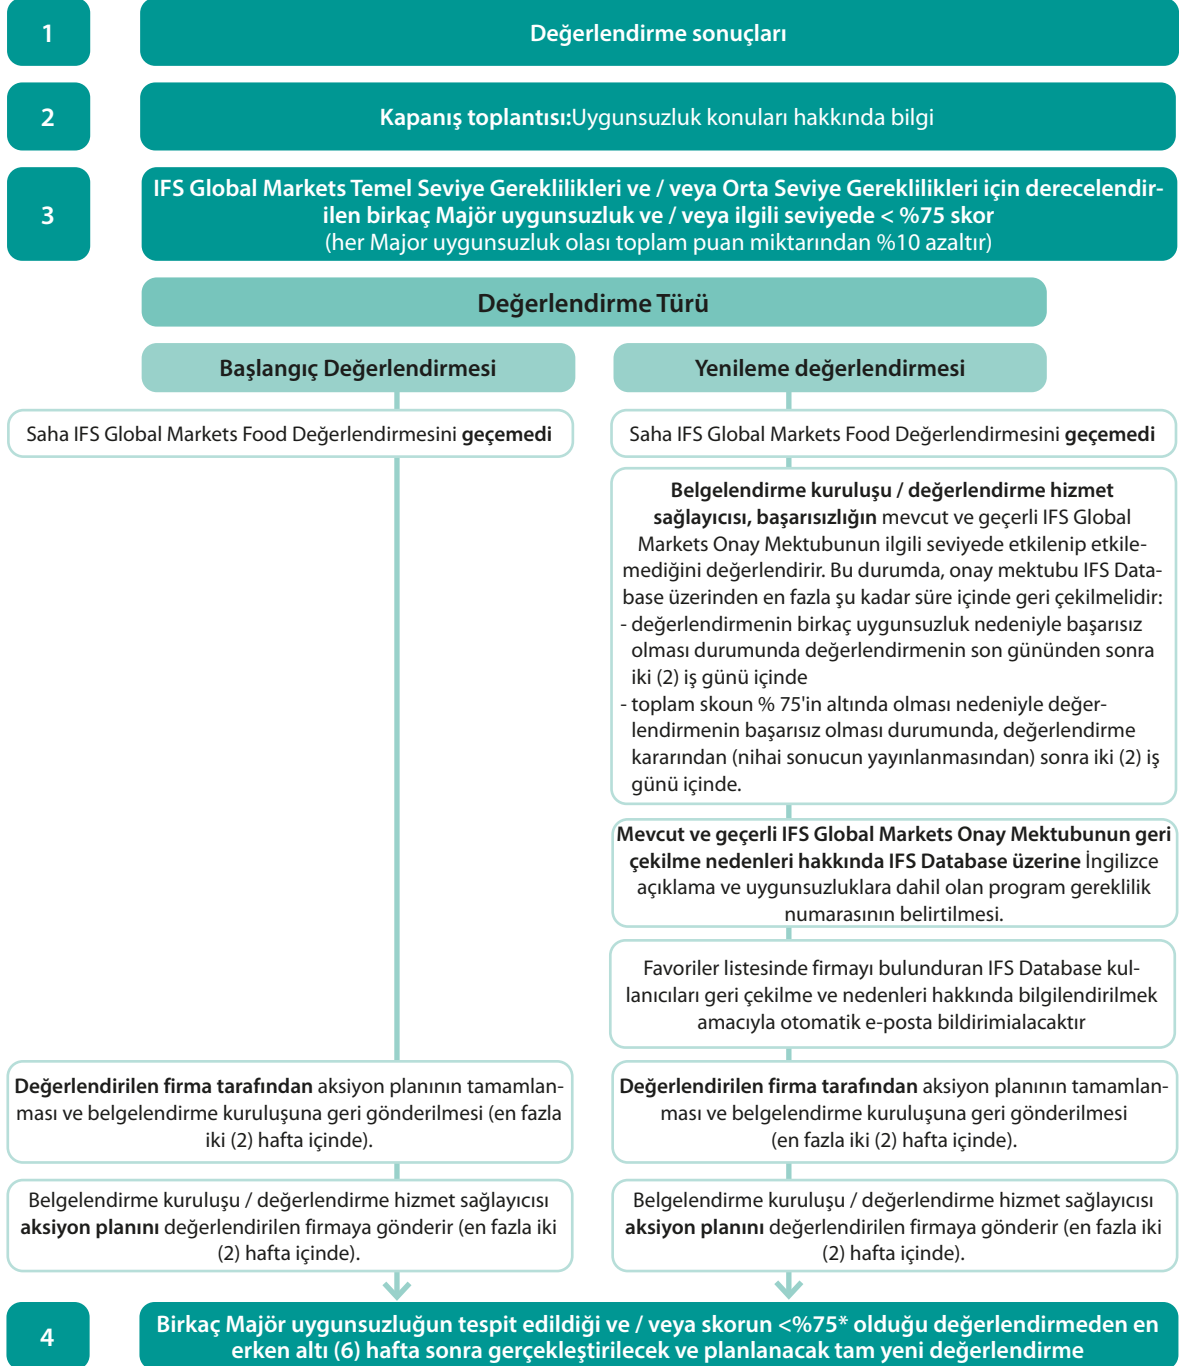 1
Değerlendirme sonuçları
2
Kapanış toplantısı:Uygunsuzluk konuları hakkında bilgi
3
IFS Global Markets Temel Seviye Gereklilikleri ve / veya Orta Seviye Gereklilikleri için derecelendir-
ilen birkaç Majör uygunsuzluk ve / veya ilgili seviyede < %75 skor
(her Major uygunsuzluk olası toplam puan miktarından %10 azaltır)
Değerlendirme Türü
Başlangıç Değerlendirmesi
Saha IFS Global Markets Food Değerlendirmesini geçemedi
Değerlendirilen firma tarafından aksiyon planının tamamlan-
ması ve belgelendirme kuruluşuna geri gönderilmesi (en fazla
iki (2) hafta içinde).
Belgelendirme kuruluşu / değerlendirme hizmet sağlayıcısı
aksiyon planını değerlendirilen firmaya gönderir (en fazla iki
(2) hafta içinde).
Yenileme değerlendirmesi
Saha IFS Global Markets Food Değerlendirmesini geçemedi
Belgelendirme kuruluşu / değerlendirme hizmet
sağlayıcısı, başarısızlığın mevcut ve geçerli IFS Global
Markets Onay Mektubunun ilgili seviyede etkilenip etkile-
mediğini değerlendirir. Bu durumda, onay mektubu IFS Data-
base üzerinden en fazla şu kadar süre içinde geri çekilmelidir:
- değerlendirmenin birkaç uygunsuzluk nedeniyle başarısız
olması durumunda değerlendirmenin son gününden sonra
iki (2) iş günü içinde
- toplam skoun % 75'in altında olması nedeniyle değer-
lendirmenin başarısız olması durumunda, değerlendirme
kararından (nihai sonucun yayınlanmasından) sonra iki (2) iş
günü içinde.
Mevcut ve geçerli IFS Global Markets Onay Mektubunun geri
çekilme nedenleri hakkında IFS Database üzerine İngilizce
açıklama ve uygunsuzluklara dahil olan program gereklilik
numarasının belirtilmesi.
Favoriler listesinde firmayı bulunduran IFS Database kul-
lanıcıları geri çekilme ve nedenleri hakkında bilgilendirilmek
amacıyla otomatik e-posta bildirimialacaktır
Değerlendirilen firma tarafından aksiyon planının tamamlan-
ması ve belgelendirme kuruluşuna geri gönderilmesi
(en fazla iki (2) hafta içinde).
Belgelendirme kuruluşu / değerlendirme hizmet sağlayıcısı
aksiyon planını değerlendirilen firmaya gönderir (en fazla iki
(2) hafta içinde).
4
Birkaç Majör uygunsuzluğun tespit edildiği ve / veya skorun <%75* olduğu değerlendirmeden en
erken altı (6) hafta sonra gerçekleştirilecek ve planlanacak tam yeni değerlendirme